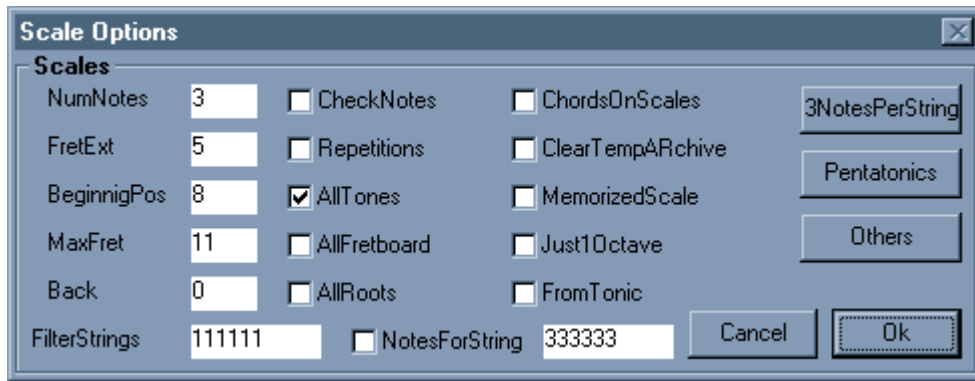 Scale Options
Scales
NumNotes 3 CheckNotes ChordsOnScales 3NotesPerString
FretExt 5 Repetitions ClearTempARchive
Pentatonics
BeginnigPos 8 AllTones MemorizedScale
MaxFret 11 AllFretboard Just1Octave Others
Back 0 AllRoots FromTonic
FilterStrings 111111 NotesForString 333333 Cancel Ok